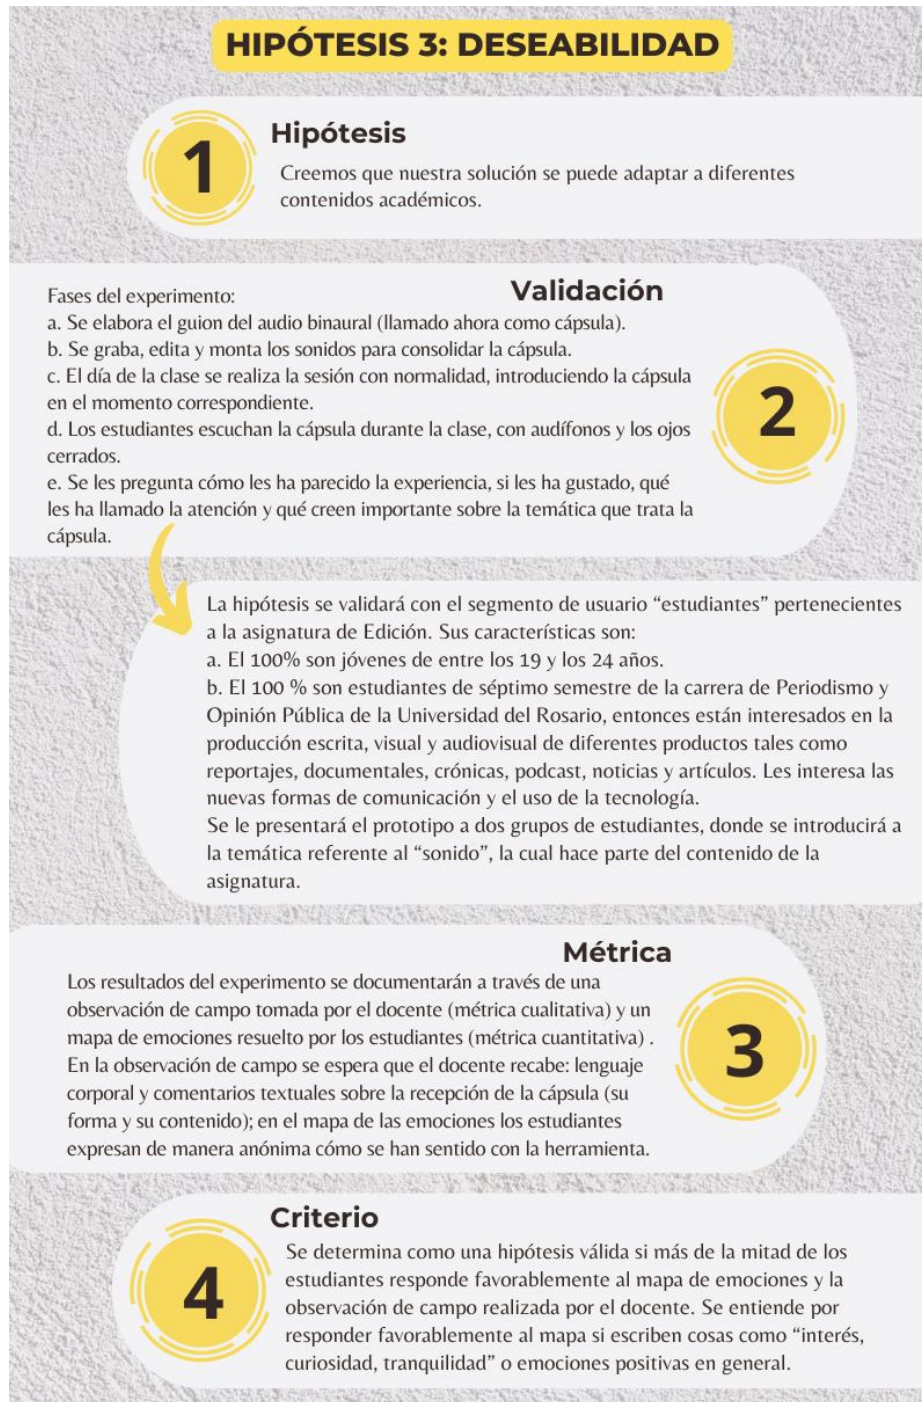 HIPÓTESIS 3: DESEABILIDAD
1
Hipótesis
Creemos que nuestra solución se puede adaptar a diferentes
contenidos académicos.
Validación
Fases del experimento:
a. Se elabora el guion del audio binaural (llamado ahora como cápsula).
b. Se graba, edita y monta los sonidos para consolidar la cápsula.
c. El día de la clase se realiza la sesión con normalidad, introduciendo la cápsula
en el momento correspondiente.
d. Los estudiantes escuchan la cápsula durante la clase, con audífonos y los ojos
cerrados.
e. Se les pregunta cómo les ha parecido la experiencia, si les ha gustado, qué
les ha llamado la atención y qué creen importante sobre la temática que trata la
cápsula.
2
La hipótesis se validará con el segmento de usuario “estudiantes” pertenecientes
a la asignatura de Edición. Sus características son:
a. El 100% son jóvenes de entre los 19 y los 24 años.
b. El 100 % son estudiantes de séptimo semestre de la carrera de Periodismo y
Opinión Pública de la Universidad del Rosario, entonces están interesados en la
producción escrita, visual y audiovisual de diferentes productos tales como
reportajes, documentales, crónicas, podcast, noticias y artículos. Les interesa las
nuevas formas de comunicación y el uso de la tecnología.
Se le presentará el prototipo a dos grupos de estudiantes, donde se introducirá a
la temática referente al “sonido”, la cual hace parte del contenido de la
asignatura.
Métrica
Los resultados del experimento se documentarán a través de una
observación de campo tomada por el docente (métrica cualitativa) y un
mapa de emociones resuelto por los estudiantes (métrica cuantitativa) .
En la observación de campo se espera que el docente recabe: lenguaje
corporal y comentarios textuales sobre la recepción de la cápsula (su
forma y su contenido); en el mapa de las emociones los estudiantes
expresan de manera anónima cómo se han sentido con la herramienta.
3
4
Criterio
Se determina como una hipótesis válida si más de la mitad de los
estudiantes responde favorablemente al mapa de emociones y la
observación de campo realizada por el docente. Se entiende por
responder favorablemente al mapa si escriben cosas como “interés,
curiosidad, tranquilidad” o emociones positivas en general.